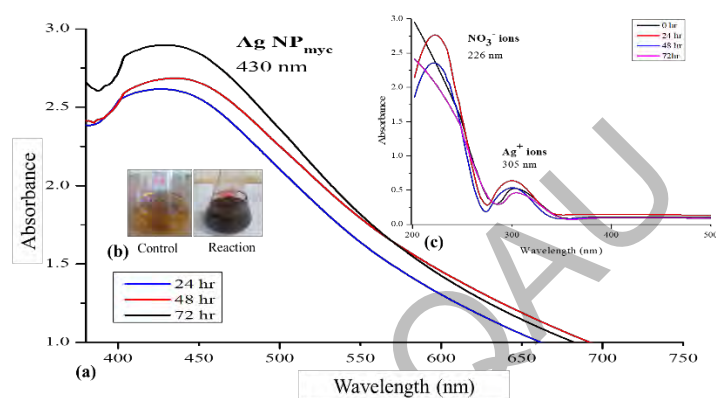 3.0
2.5
2.0
1.5
1.0
Absorbance
400
450
500
550
600
650
700
750
Wavelength (nm)
(a)
Ag NPmyc
430 nm
(b)
Control
Reaction
24 hr
48 hr
72 hr
3.0
2.5
2.0
1.5
1.0
0.5
0.0
Absorbance
200
300
400
500
Wavelength (nm)
(c)
NO3- ions
226 nm
Ag+ ions
305 nm
0 hr
24 hr
48 hr
72hr
QAU